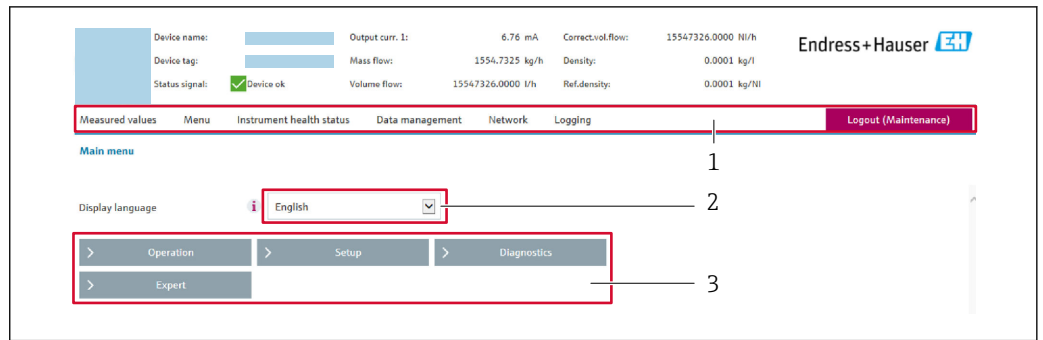 Device name: Output curr. 1: 6.76 mA Correct.vol.flow: 15547326.0000 Nl/h
Endress+Hauser EH
Device tag: Mass flow: 1554.7325 kg/h Density: 0.0001 kg/l
Status signal: Device ok Volume flow: 15547326.0000 l/h Ref.density: 0.0001 kg/Nl
Measured values Menu Instrument health status Data management Network Logging Logout (Maintenance)
1
Main menu
Display language i English 2
> Operation > Setup > Diagnostics
> Expert 3